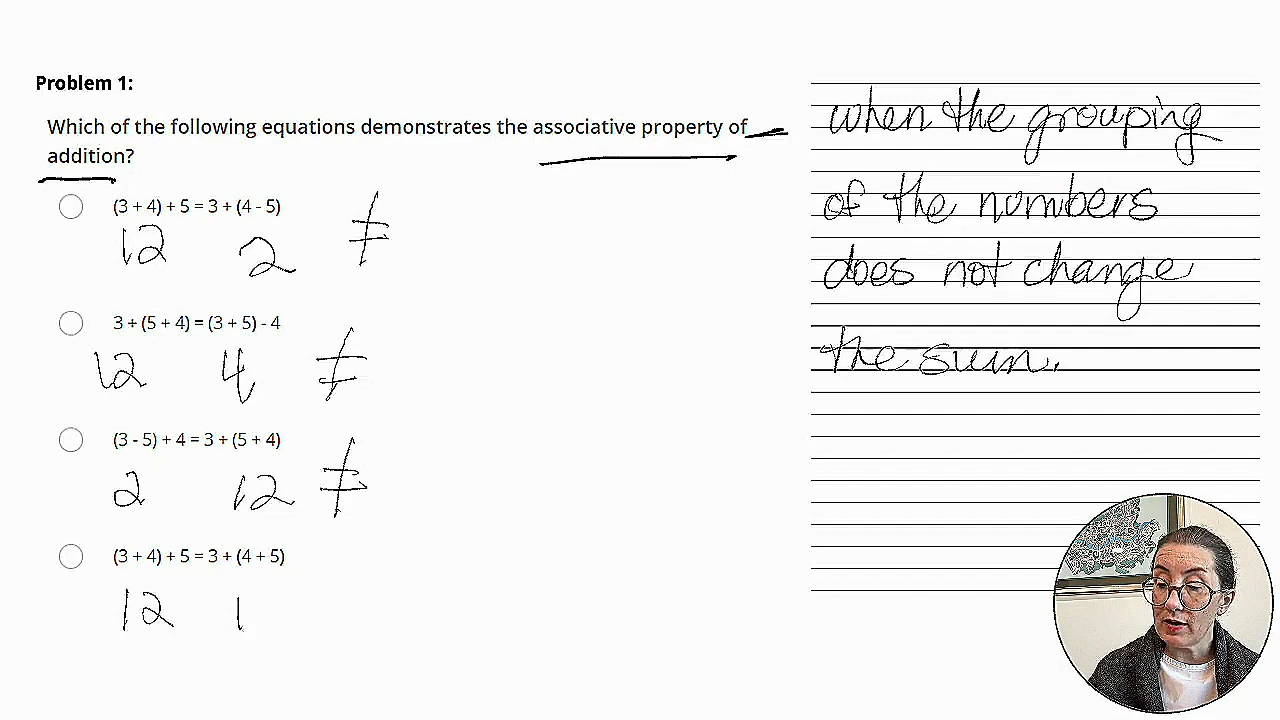 Problem 1:
Which of the following equations demonstrates the associative property of
addition?
(3 + 4) + 5 = 3 + (4 - 5)
12 2 ≠
3 + (5 + 4) = (3 + 5) - 4
12 4 ≠
(3 - 5) + 4 = 3 + (5 + 4)
2 12 ≠
(3 + 4) + 5 = 3 + (4 + 5)
12 1
when the grouping
of the numbers
does not change
the sum.